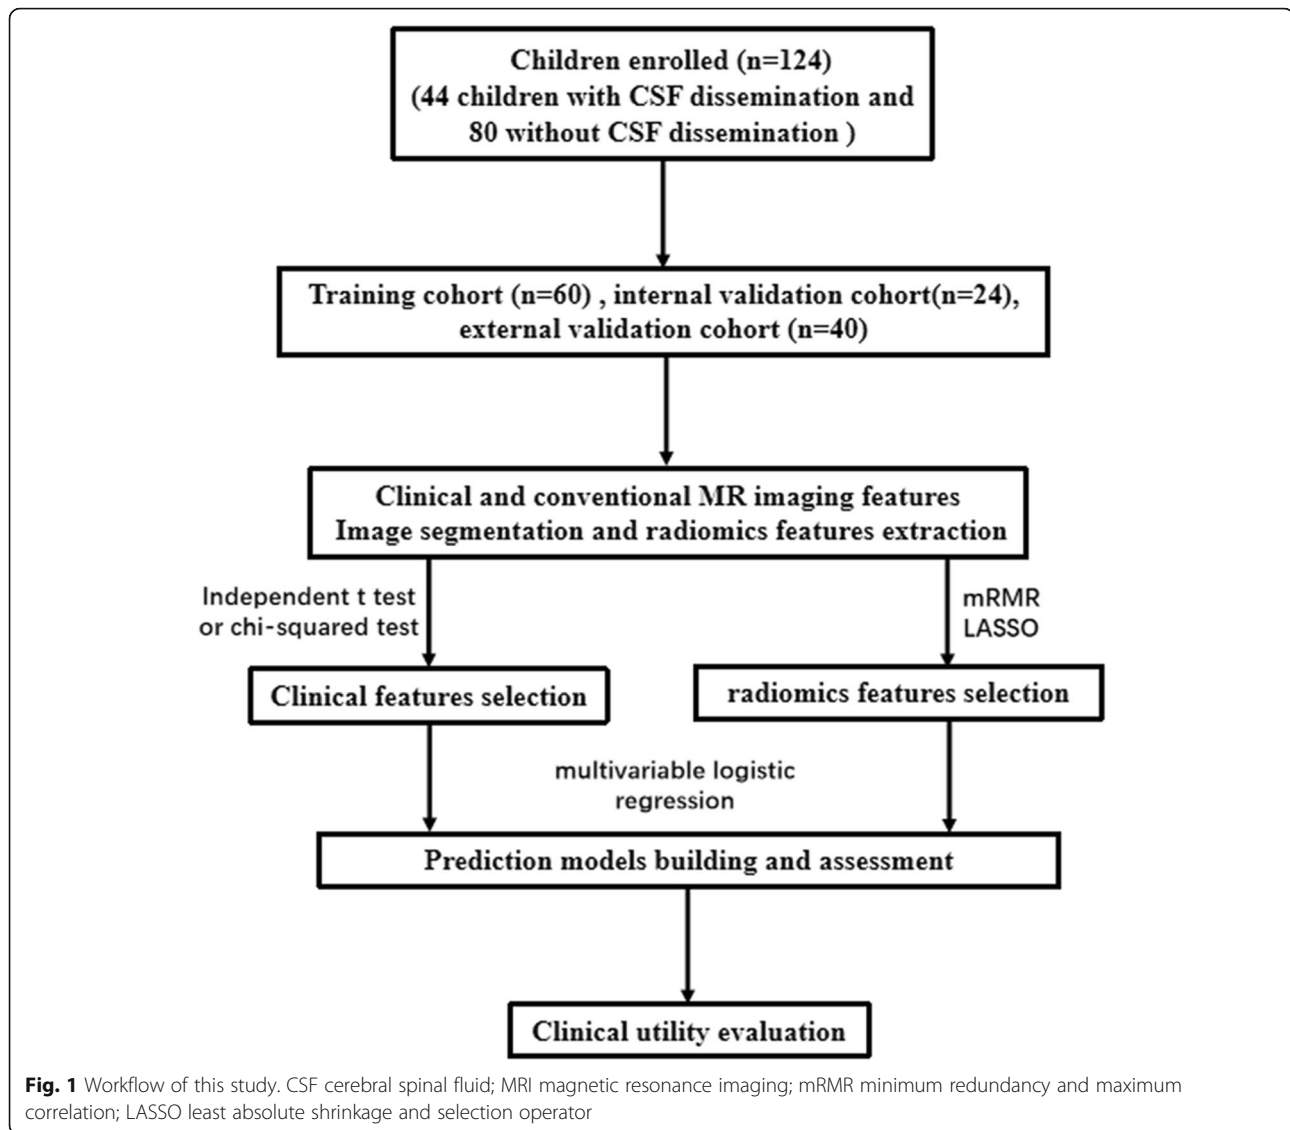 Children enrolled (n=124)
(44 children with CSF dissemination and
80 without CSF dissemination )
Training cohort (n=60) , internal validation cohort(n=24),
external validation cohort (n=40)
Clinical and conventional MR imaging features
Image segmentation and radiomics features extraction
Independent t test
or chi-squared test
mRMR
LASSO
Clinical features selection
radiomics features selection
multivariable logistic
regression
Prediction models building and assessment
Clinical utility evaluation
Fig. 1 Workflow of this study. CSF cerebral spinal fluid; MRI magnetic resonance imaging; mRMR minimum redundancy and maximum
correlation; LASSO least absolute shrinkage and selection operator